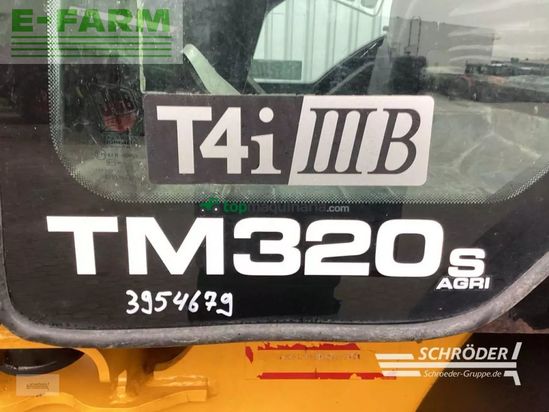 E-FARM
T4i IIIB
topmaquinaria.com
TM320s
AGRI
3954679
SCHRÖDER
Schroeder-Gruppe.de